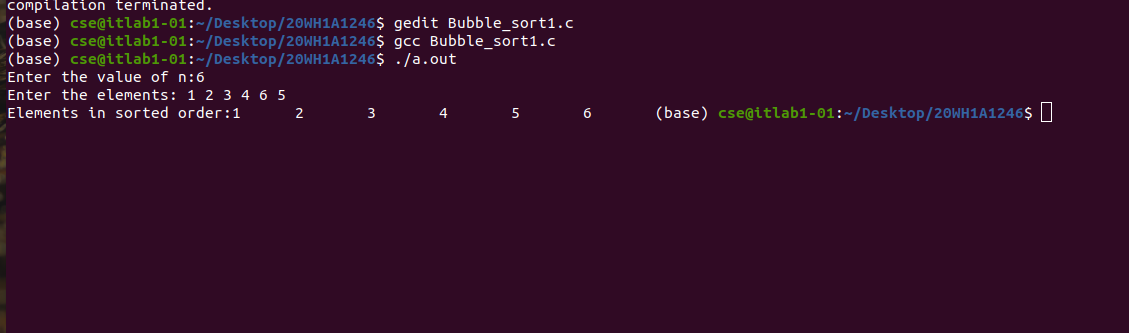 compilation terminated.
(base) cse@itlab1-01:~/Desktop/20WH1A1246$ gedit Bubble_sort1.c
(base) cse@itlab1-01:~/Desktop/20WH1A1246$ gcc Bubble_sort1.c
(base) cse@itlab1-01:~/Desktop/20WH1A1246$ ./a.out
Enter the value of n:6
Enter the elements: 1 2 3 4 6 5
Elements in sorted order:1      2       3       4       5       6       (base) cse@itlab1-01:~/Desktop/20WH1A1246$